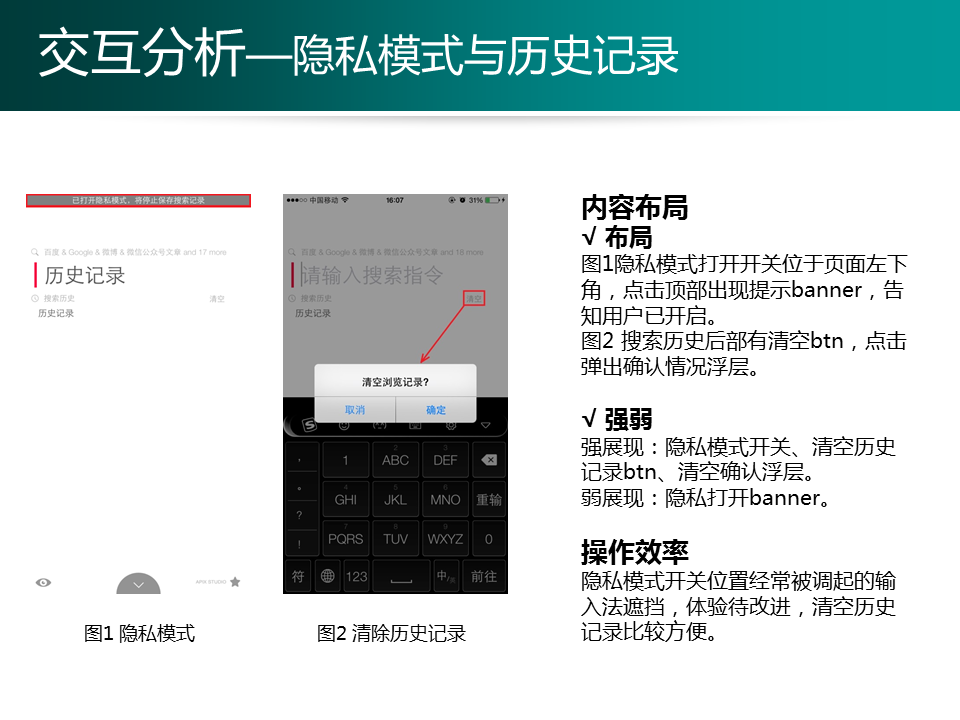 交互分析—隐私模式与历史记录
已打开隐私模式，将停止保存搜索记录
百度 & Google & 微博 & 微信公众号文章 and 17 more
历史记录
搜索历史
清空
历史记录
图1 隐私模式
中国移动
16:07
31%
百度 & Google & 微博 & 微信公众号文章 and 16 more
请输入搜索指令
搜索历史
清空
历史记录
清空浏览记录?
取消
确定
S
1
2
ABC
3
DEF
4
GHI
5
JKL
6
MNO
重输
?
!
7
PQRS
8
TUV
9
WXYZ
0
符
123
中/英
前往
图2 清除历史记录
内容布局
√ 布局
图1隐私模式打开开关位于页面左下
角，点击顶部出现提示banner，告
知用户已开启。
图2 搜索历史后部有清空btn，点击
弹出确认情况浮层。
√ 强弱
强展现：隐私模式开关、清空历史
记录btn、清空确认浮层。
弱展现：隐私打开banner。
操作效率
隐私模式开关位置经常被调起的输
入法遮挡，体验待改进，清空历史
记录比较方便。